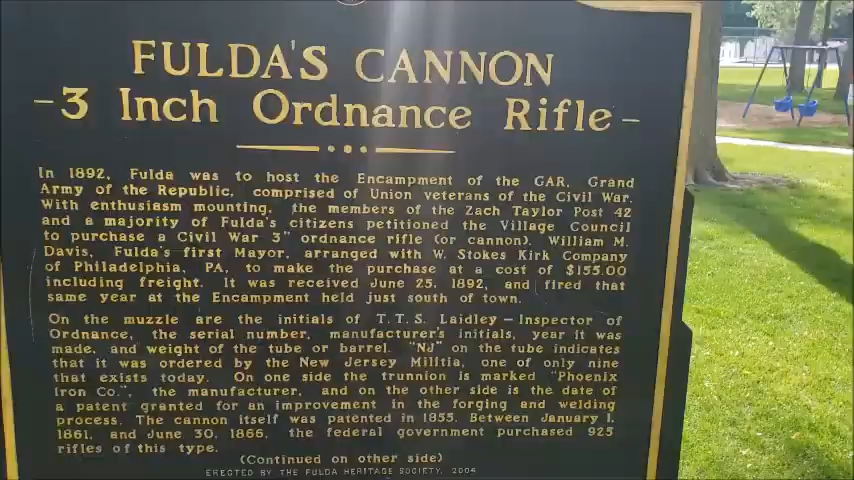 FULDA'S CANNON
-3 Inch Ordnance Rifle-
In 1892, Fulda was to host the Encampment of the GAR, Grand
Army of the Republic, comprised of Union veterans of the Civil War.
With enthusiasm mounting, the members of the Zach Taylor Post 42
and a majority of Fulda's citizens petitioned the Village Council
to purchase a Civil War 3" ordnance rifle (or cannon). William M.
Davis, Fulda's first Mayor, arranged with W. Stokes Kirk Company
of Philadelphia, PA, to make the purchase at a cost of $155.00
including freight. It was received June 25, 1892, and fired that
same year at the Encampment held just south of town.
On the muzzle are the initials of T.T.S. Laidley—Inspector of
Ordnance, the serial number, manufacturer's initials, year it was
made, and weight of the tube or barrel. "NJ" on the tube indicates
that it was ordered by the New Jersey Militia, one of only nine
that exists today. On one side the trunnion is marked "Phoenix
Iron Co.", the manufacturer, and on the other side is the date of
a patent granted for an improvement in the forging and welding
process. The cannon itself was patented in 1855. Between January 1,
1861, and June 30, 1866, the federal government purchased 925
rifles of this type.
(Continued on other side)
ERECTED BY THE FULDA HERITAGE SOCIETY, 2004